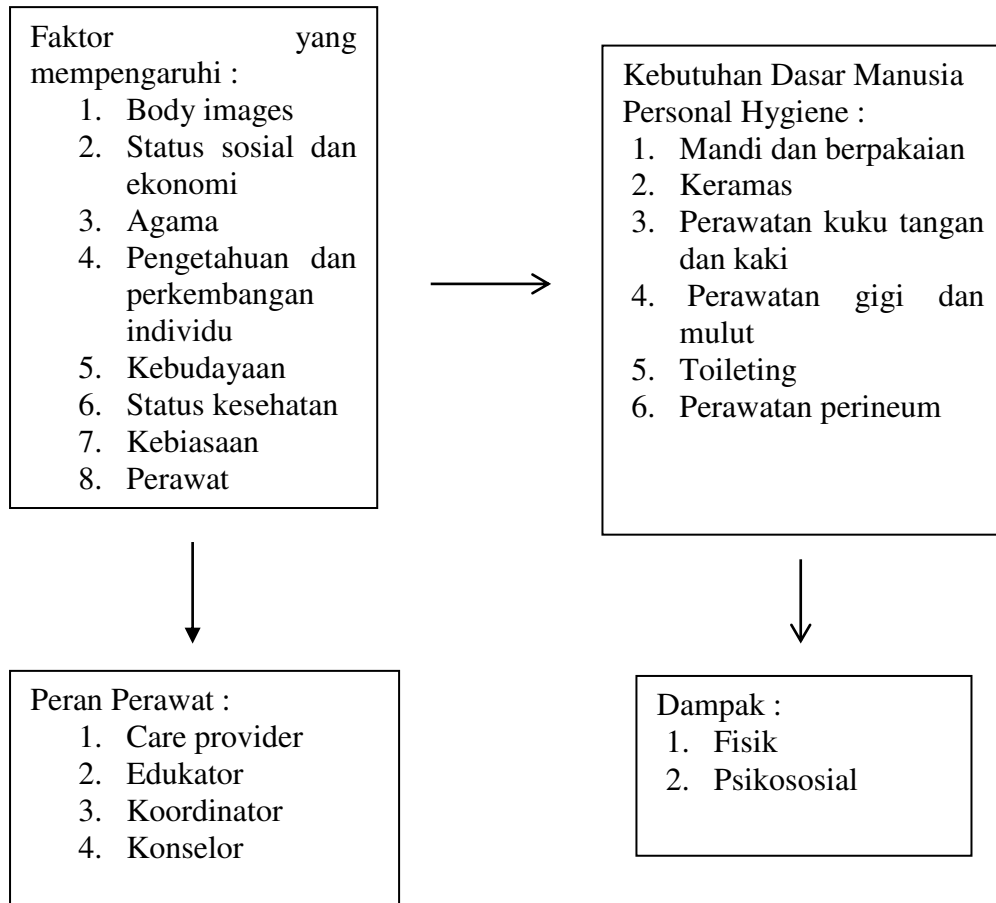 Faktor yang
mempengaruhi :
1. Body images
2. Status sosial dan
ekonomi
3. Agama
4. Pengetahuan dan
perkembangan
individu
5. Kebudayaan
6. Status kesehatan
7. Kebiasaan
8. Perawat
Kebutuhan Dasar Manusia
Personal Hygiene :
1. Mandi dan berpakaian
2. Keramas
3. Perawatan kuku tangan
dan kaki
4. Perawatan gigi dan
mulut
5. Toileting
6. Perawatan perineum
Peran Perawat :
1. Care provider
2. Edukator
3. Koordinator
4. Konselor
Dampak :
1. Fisik
2. Psikososial